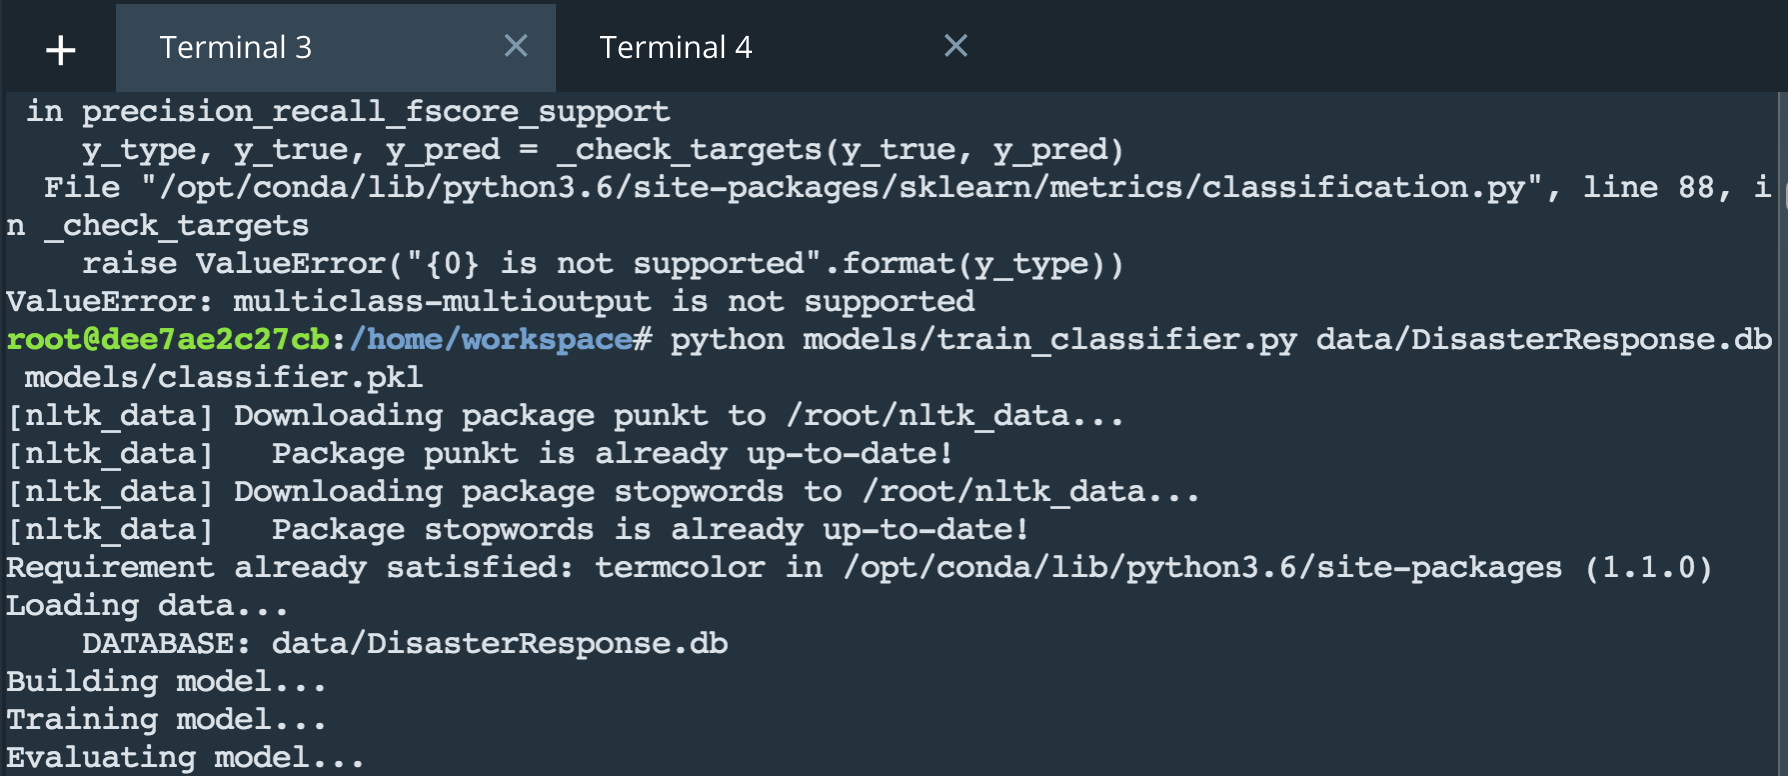 + Terminal 3 × Terminal 4 ×
in precision_recall_fscore_support
y_type, y_true, y_pred = _check_targets(y_true, y_pred)
File "/opt/conda/lib/python3.6/site-packages/sklearn/metrics/classification.py", line 88, i
n _check_targets
raise ValueError("{0} is not supported".format(y_type))
ValueError: multiclass-multioutput is not supported
root@dee7ae2c27cb:/home/workspace# python models/train_classifier.py data/DisasterResponse.db
models/classifier.pkl
[nltk_data] Downloading package punkt to /root/nltk_data...
[nltk_data]   Package punkt is already up-to-date!
[nltk_data] Downloading package stopwords to /root/nltk_data...
[nltk_data]   Package stopwords is already up-to-date!
Requirement already satisfied: termcolor in /opt/conda/lib/python3.6/site-packages (1.1.0)
Loading data...
DATABASE: data/DisasterResponse.db
Building model...
Training model...
Evaluating model...